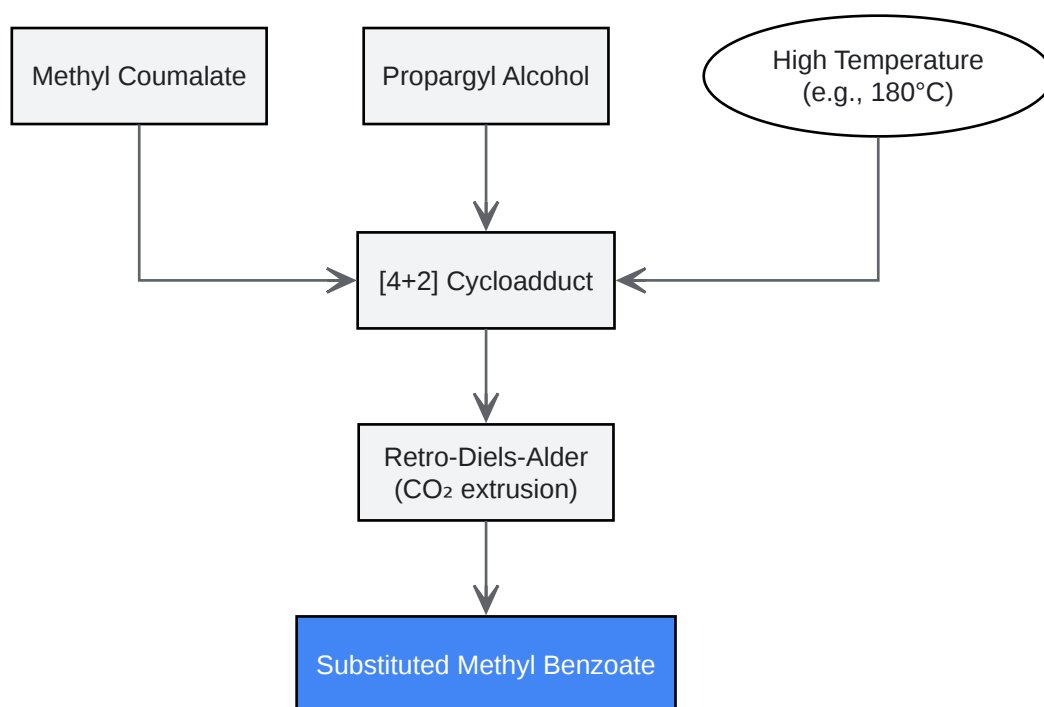 Methyl Coumalate
Propargyl Alcohol
High Temperature
(e.g., 180°C)
[4+2] Cycloadduct
Retro-Diels-Alder
(CO₂ extrusion)
Substituted Methyl Benzoate